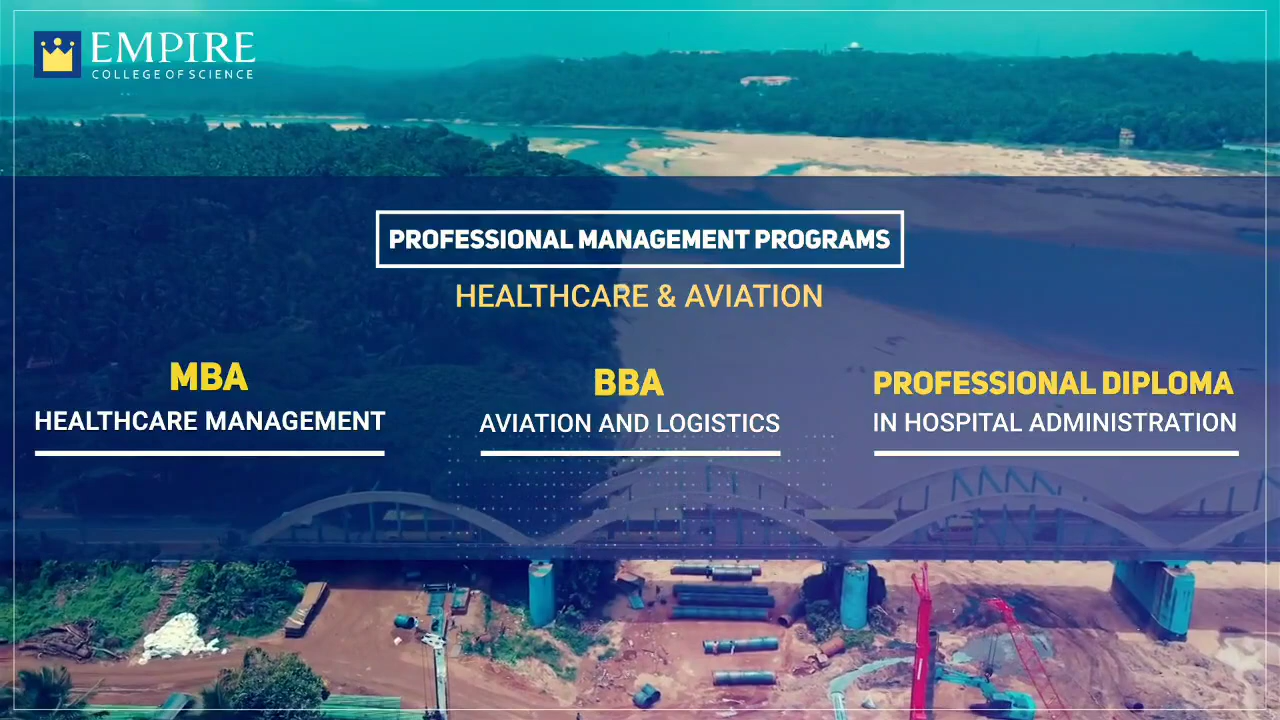 EMPIRE
COLLEGE OF SCIENCE
PROFESSIONAL MANAGEMENT PROGRAMS
HEALTHCARE & AVIATION
MBA
HEALTHCARE MANAGEMENT
BBA
AVIATION AND LOGISTICS
PROFESSIONAL DIPLOMA
IN HOSPITAL ADMINISTRATION